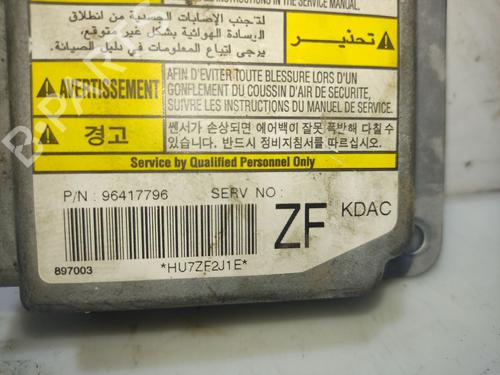 INSTRUCTIONS IN THE SERVICE MANUAL.
تحذير
لتجنب الإصابات الجسدية من انطلاق
الوسادة الهوائية بشكل غير متوقع,
يرجى اتباع المعلومات في دليل الصيانة.
AVERTISSEMENT
AFIN D'EVITER TOUTE BLESSURE LORS D'UN
GONFLEMENT DU COUSSIN D'AIR DE SECURITE,
SUIVRE LES INSTRUCTIONS DU MANUEL DE SERVICE.
경고
쎈서가 손상되면 에어백이 잘못 폭발해 다칠 수
있습니다. 반드시 정비지침서를 따르십시오.
Service by Qualified Personnel Only
P/N : 96417796 SERV NO :
ZF KDAC
897003 *HU7ZF2J1E*
B-PARTS